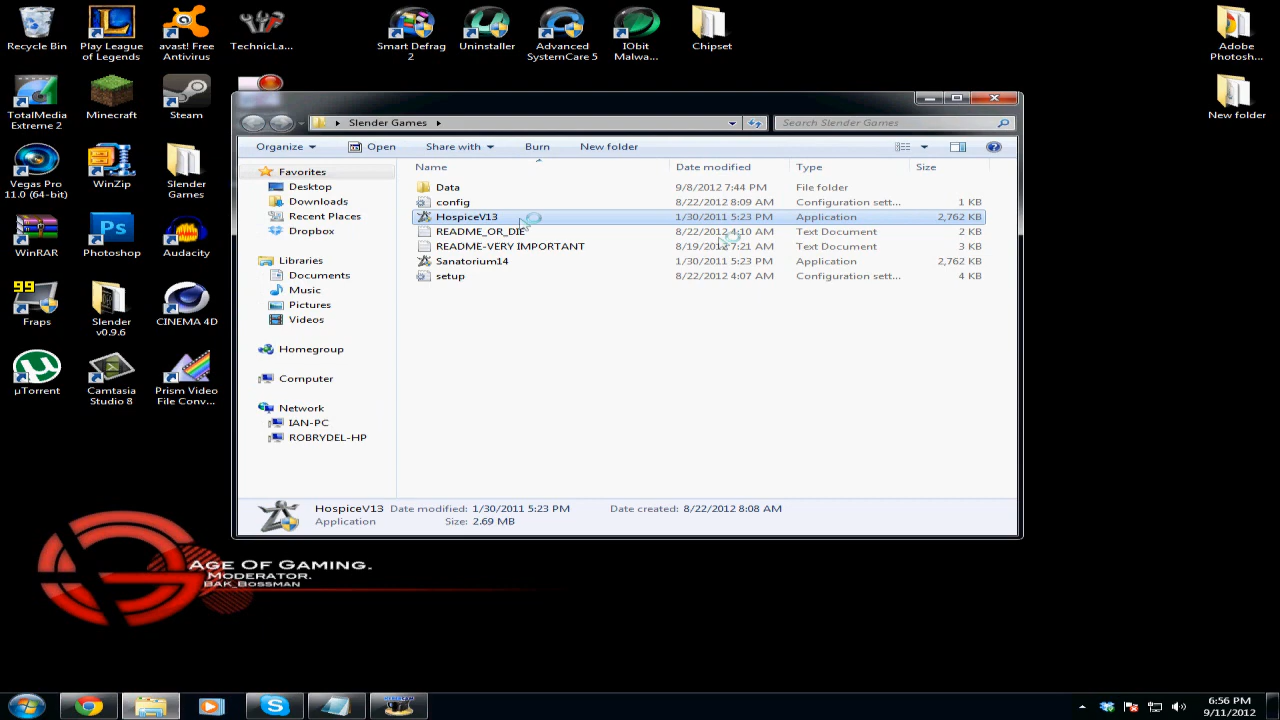 Recycle Bin
Play League of Legends
avast! Free Antivirus
TechnicLa...
Smart Defrag 2
Uninstaller
Advanced SystemCare 5
IObit Malwa...
Chipset
Adobe Photosh...
TotalMedia Extreme 2
Minecraft
Steam
New folder
Vegas Pro 11.0 (64-bit)
WinZip
Slender Games
WinRAR
Photoshop
Audacity
99
Fraps
Slender v0.9.6
CINEMA 4D
µTorrent
Camtasia Studio 8
Prism Video File Conv...
Slender Games
Search Slender Games
Organize
Open
Share with
Burn
New folder
Favorites
Desktop
Downloads
Recent Places
Dropbox
Libraries
Documents
Music
Pictures
Videos
Homegroup
Computer
Network
IAN-PC
ROBRYDEL-HP
Name Date modified Type Size
Data 9/8/2012 7:44 PM File folder
config 8/22/2012 8:09 AM Configuration sett... 1 KB
HospiceV13 1/30/2011 5:23 PM Application 2,762 KB
README_OR_DIE 8/22/2012 4:10 AM Text Document 2 KB
README-VERY IMPORTANT 8/19/2012 7:21 AM Text Document 3 KB
Sanatorium14 1/30/2011 5:23 PM Application 2,762 KB
setup 8/22/2012 4:07 AM Configuration sett... 4 KB
HospiceV13 Date modified: 1/30/2011 5:23 PM Date created: 8/22/2012 8:08 AM
Application Size: 2.69 MB
Age Of Gaming.
Moderator.
Bak_Bossman
6:56 PM
9/11/2012